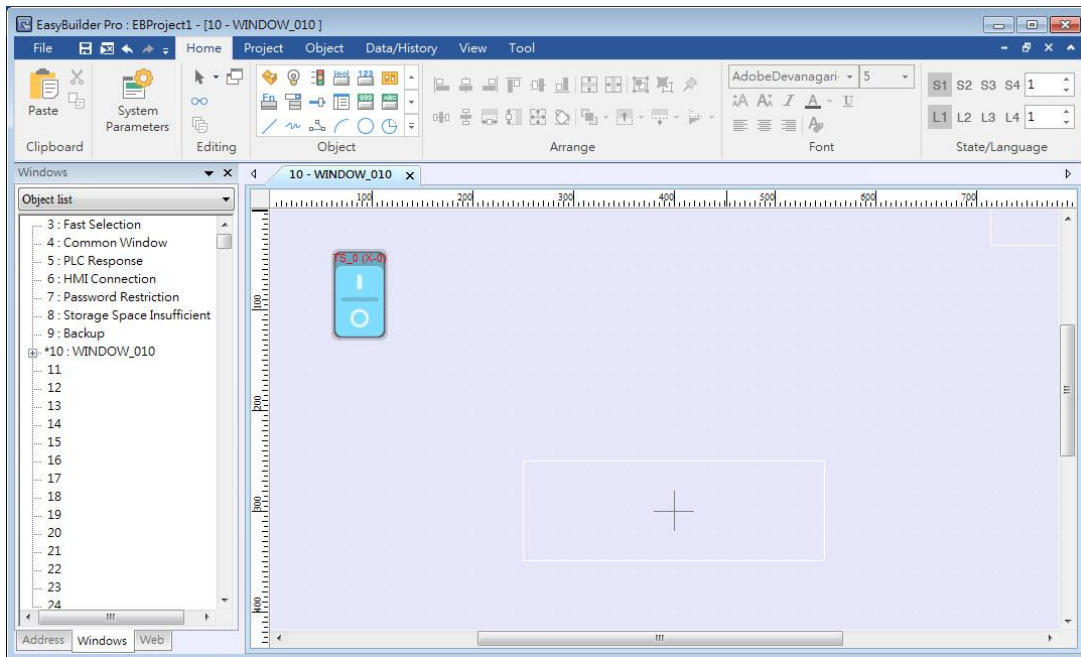 EasyBuilder Pro : EBProject1 - [10 - WINDOW_010 ]
File Home Project Object Data/History View Tool
Paste
System Parameters
Clipboard
Editing
Object
Arrange
AdobeDevanagari 5
Font
S1 S2 S3 S4 1
L1 L2 L3 L4 1
State/Language
Windows
Object list
3 : Fast Selection
4 : Common Window
5 : PLC Response
6 : HMI Connection
7 : Password Restriction
8 : Storage Space Insufficient
9 : Backup
*10 : WINDOW_010
11
12
13
14
15
16
17
18
19
20
21
22
23
24
Address Windows Web
10 - WINDOW_010
100 200 300 400 500 600 700
100
200
300
400
TS_0 (X-0)